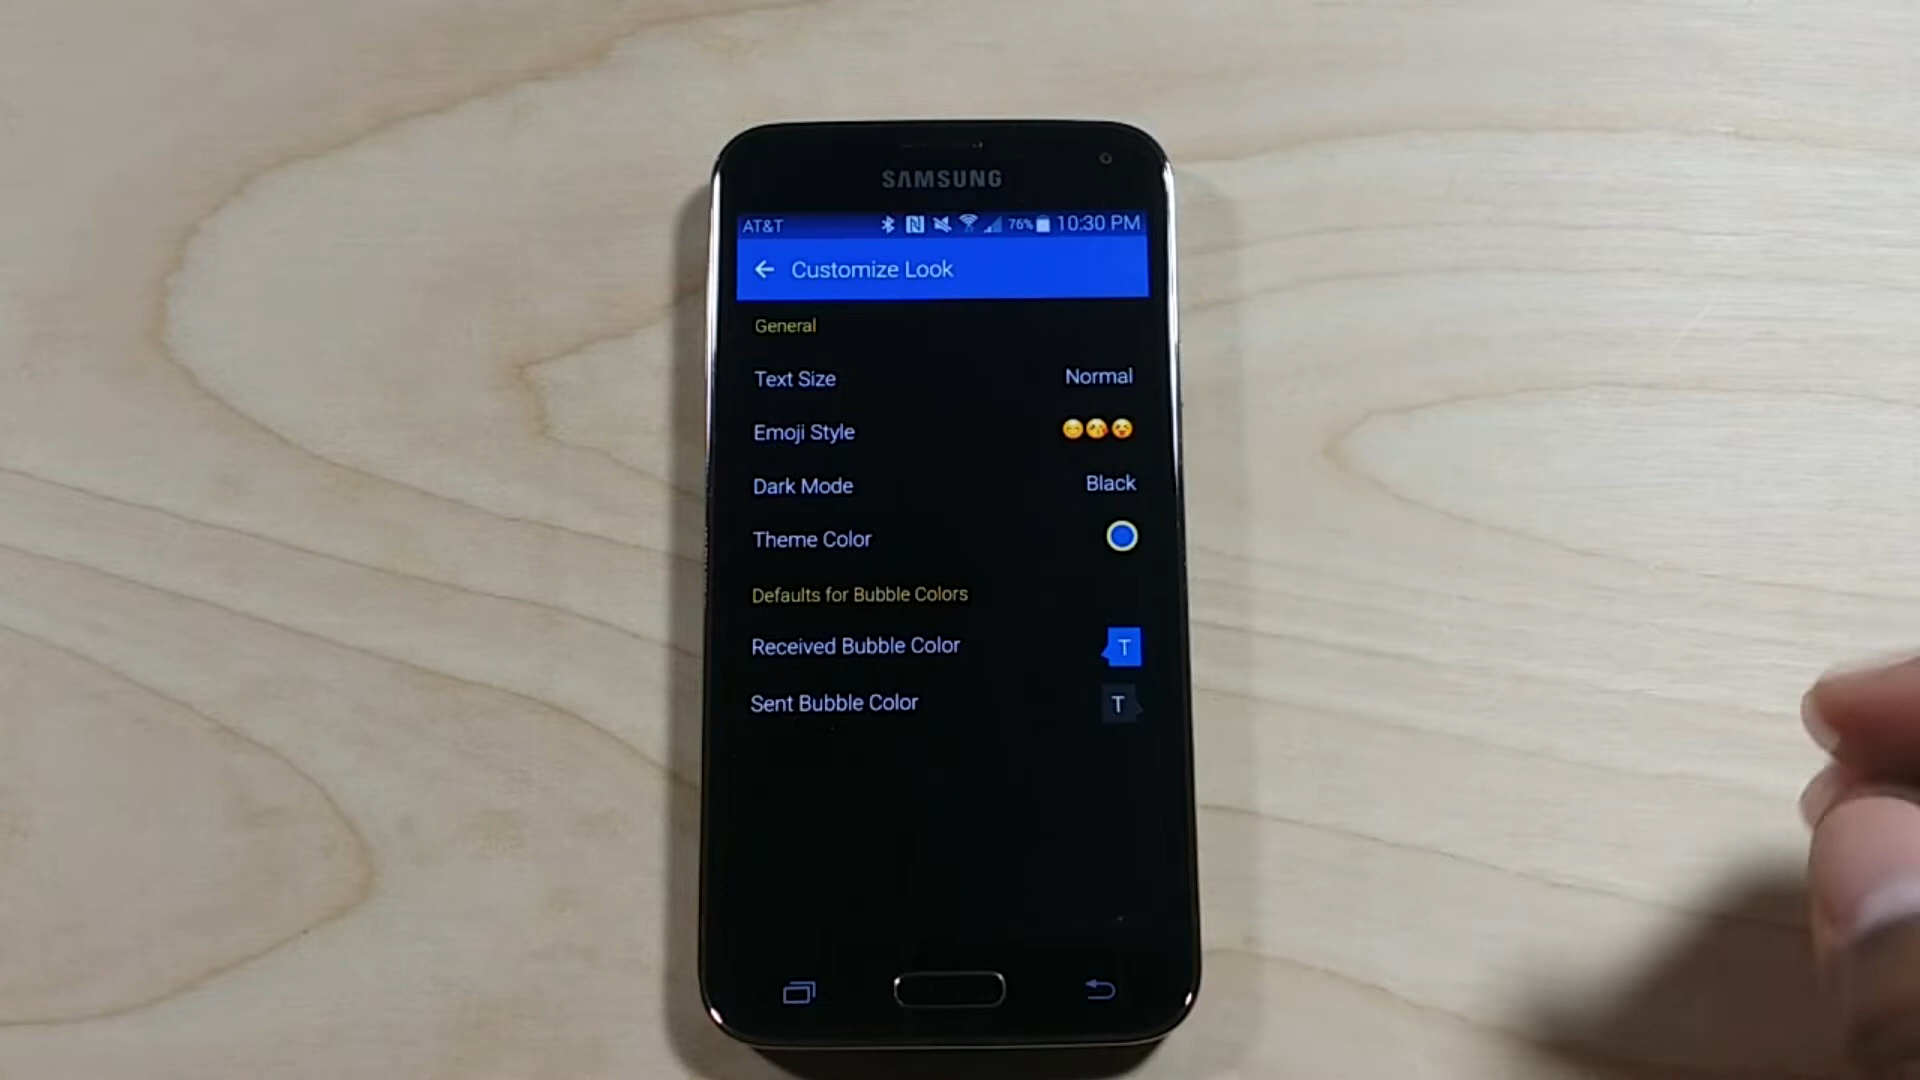 SAMSUNG
AT&T 76% 10:30 PM
Customize Look
General
Text Size Normal
Emoji Style
Dark Mode Black
Theme Color
Defaults for Bubble Colors
Received Bubble Color T
Sent Bubble Color T